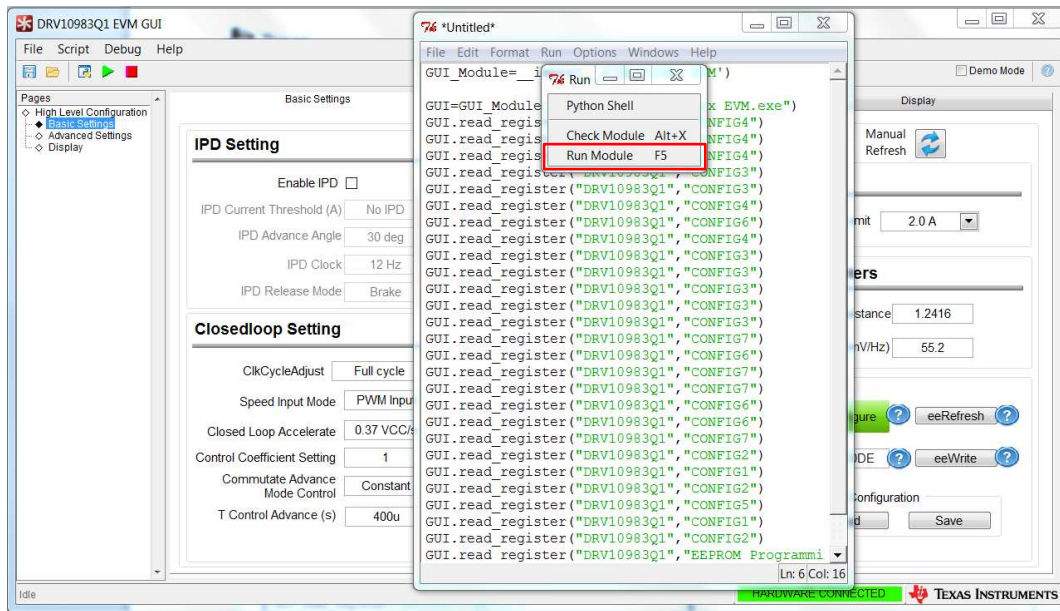 DRV10983Q1 EVM GUI
File Script Debug Help
Demo Mode
Pages
High Level Configuration
Basic Settings
Advanced Settings
Display
Basic Settings
Display
IPD Setting
Enable IPD
IPD Current Threshold (A) No IPD
IPD Advance Angle 30 deg
IPD Clock 12 Hz
IPD Release Mode Brake
Closedloop Setting
ClkCycleAdjust Full cycle
Speed Input Mode PWM Inpu
Closed Loop Accelerate 0.37 VCC/s
Control Coefficient Setting 1
Commutate Advance
Mode Control Constant
T Control Advance (s) 400u
*Untitled*
File Edit Format Run Options Windows Help
GUI_Module=__i M')
GUI=GUI_Module x EVM.exe")
GUI.read_regis NFIG4")
GUI.read_regis NFIG4")
GUI.read_regis NFIG4")
GUI.read_register("DRV10983Q1","CONFIG3")
GUI.read_register("DRV10983Q1","CONFIG3")
GUI.read_register("DRV10983Q1","CONFIG4")
GUI.read_register("DRV10983Q1","CONFIG6")
GUI.read_register("DRV10983Q1","CONFIG4")
GUI.read_register("DRV10983Q1","CONFIG3")
GUI.read_register("DRV10983Q1","CONFIG3")
GUI.read_register("DRV10983Q1","CONFIG3")
GUI.read_register("DRV10983Q1","CONFIG3")
GUI.read_register("DRV10983Q1","CONFIG3")
GUI.read_register("DRV10983Q1","CONFIG7")
GUI.read_register("DRV10983Q1","CONFIG6")
GUI.read_register("DRV10983Q1","CONFIG7")
GUI.read_register("DRV10983Q1","CONFIG7")
GUI.read_register("DRV10983Q1","CONFIG6")
GUI.read_register("DRV10983Q1","CONFIG6")
GUI.read_register("DRV10983Q1","CONFIG7")
GUI.read_register("DRV10983Q1","CONFIG2")
GUI.read_register("DRV10983Q1","CONFIG1")
GUI.read_register("DRV10983Q1","CONFIG2")
GUI.read_register("DRV10983Q1","CONFIG5")
GUI.read_register("DRV10983Q1","CONFIG1")
GUI.read_register("DRV10983Q1","CONFIG2")
GUI.read_register("DRV10983Q1","EEPROM Programmi
Ln: 6 Col: 16
Run
Python Shell
Check Module Alt+X
Run Module F5
Manual
Refresh
mit 2.0 A
ers
stance 1.2416
nV/Hz) 55.2
gure ? eeRefresh ?
ODE ? eeWrite ?
Configuration
d Save
Idle
HARDWARE CONNECTED
TEXAS INSTRUMENTS